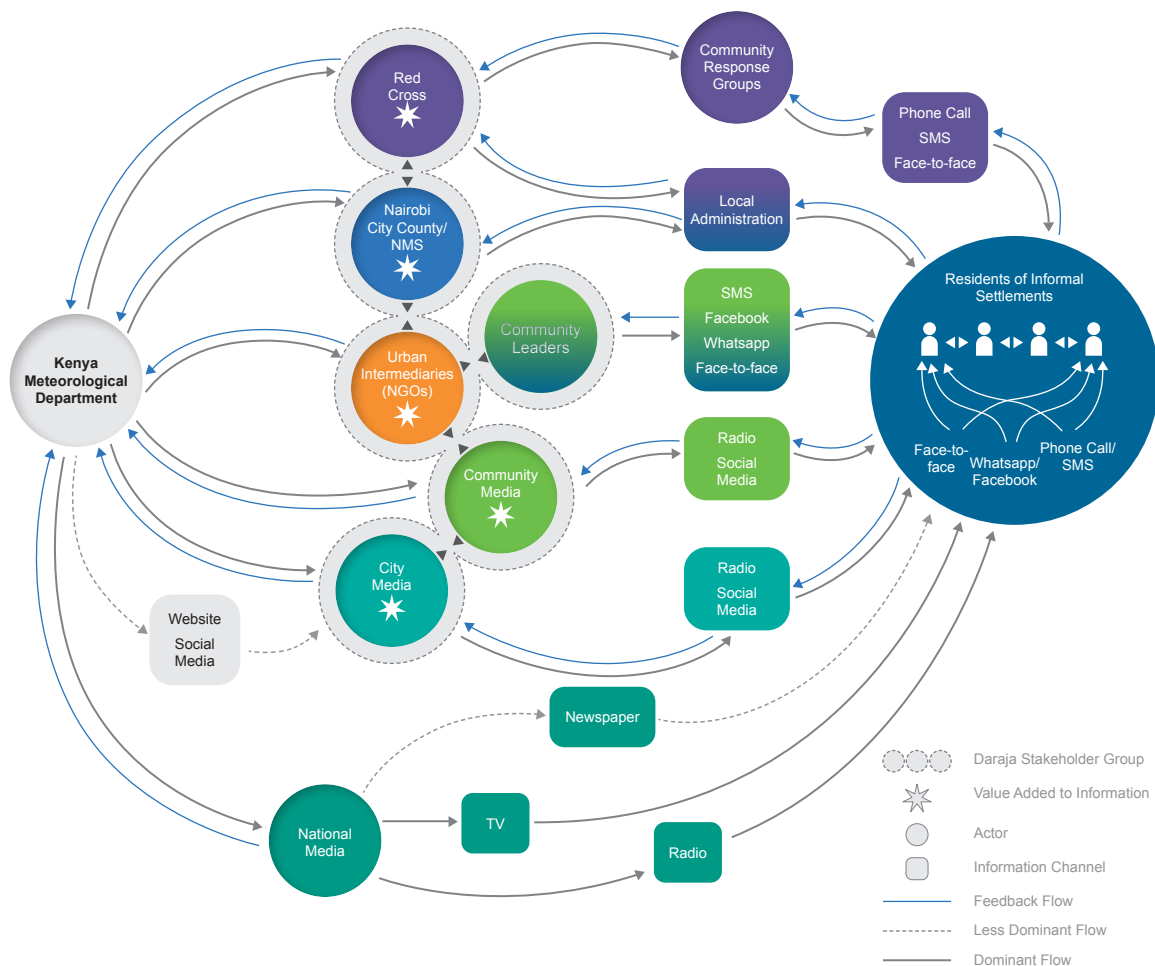 Red
Cross
Community
Response
Groups
Phone Call
SMS
Face-to-face
Nairobi
City County/
NMS
Local
Administration
Residents of Informal
Settlements
Face-to-
face
Whatsapp/
Facebook
Phone Call/
SMS
Kenya
Meteorological
Department
Urban
Intermediaries
(NGOs)
Community
Leaders
SMS
Facebook
Whatsapp
Face-to-face
Community
Media
Radio
Social
Media
City
Media
Radio
Social
Media
Website
Social
Media
Newspaper
National
Media
TV
Radio
Daraja Stakeholder Group
Value Added to Information
Actor
Information Channel
Feedback Flow
Less Dominant Flow
Dominant Flow